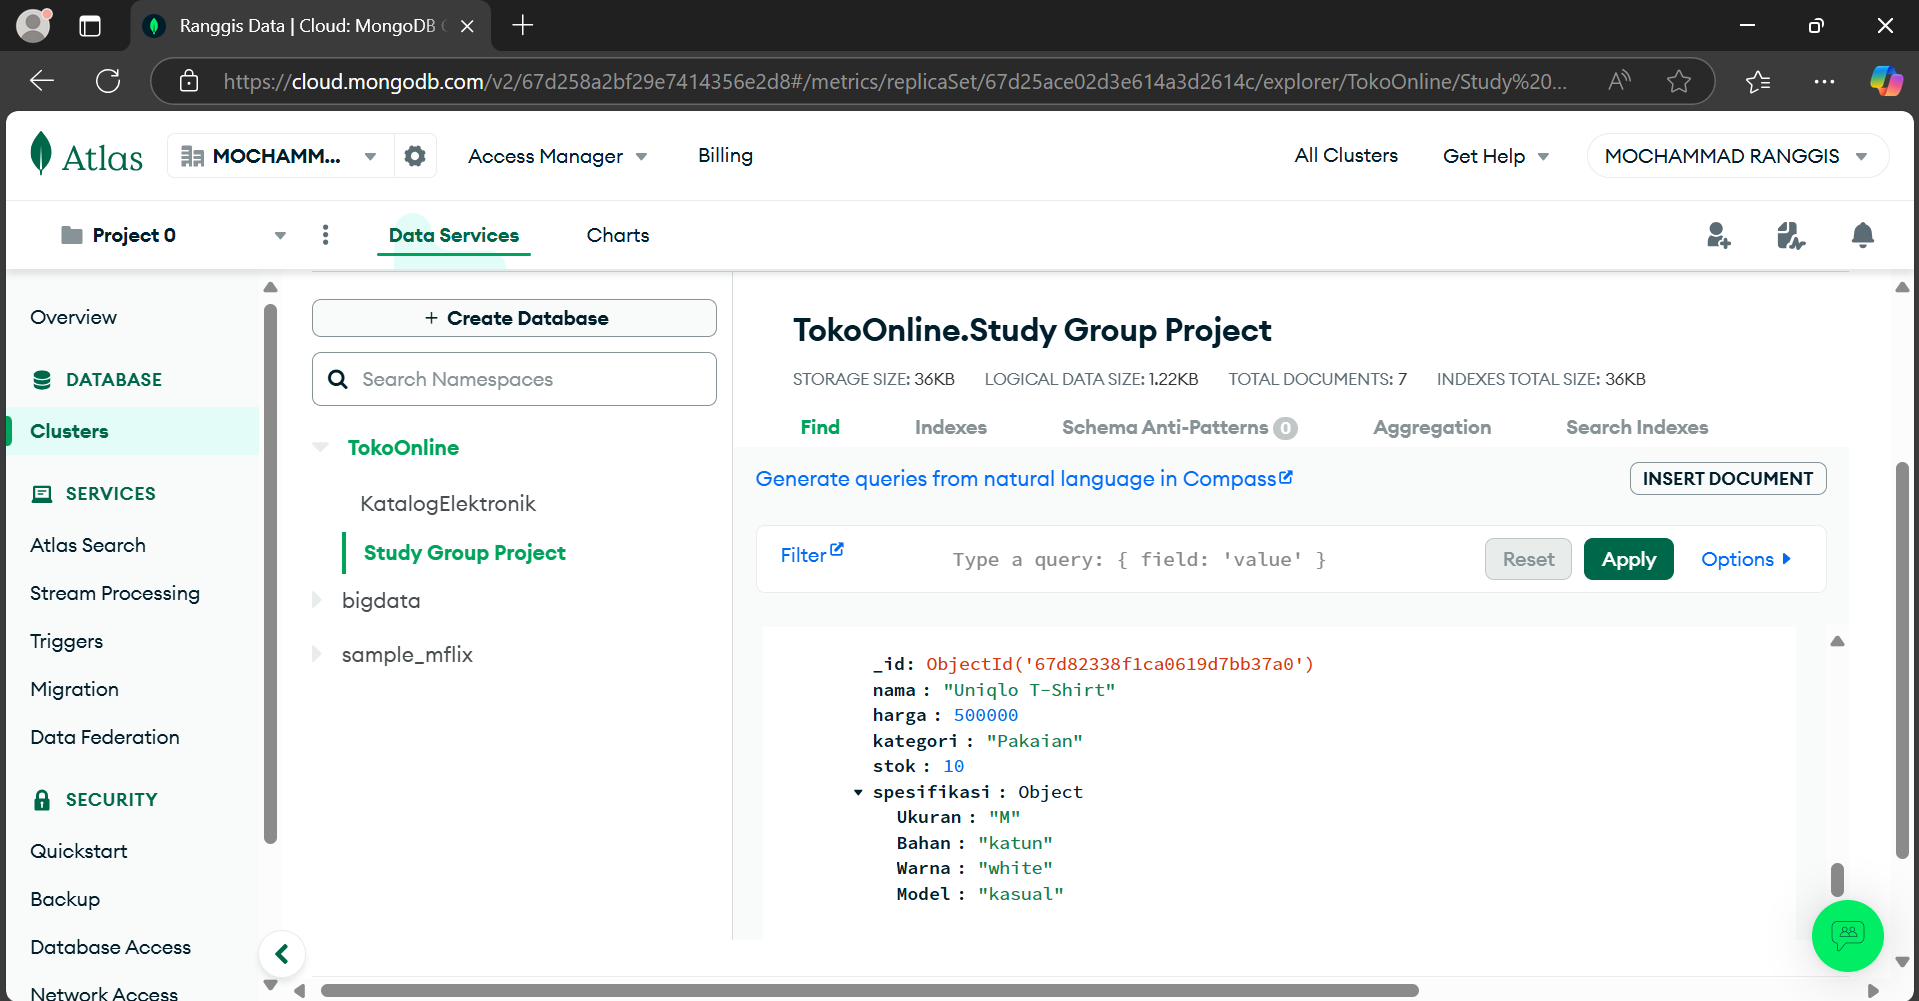 Ranggis Data | Cloud: MongoDB
https://cloud.mongodb.com/v2/67d258a2bf29e7414356e2d8#/metrics/replicaSet/67d25ace02d3e614a3d2614c/explorer/TokoOnline/Study%20...
Atlas
MOCHAMM...
Access Manager
Billing
All Clusters
Get Help
MOCHAMMAD RANGGIS
Project 0
Data Services
Charts
Overview
DATABASE
Clusters
SERVICES
Atlas Search
Stream Processing
Triggers
Migration
Data Federation
SECURITY
Quickstart
Backup
Database Access
Network Access
+ Create Database
Search Namespaces
TokoOnline
KatalogElektronik
Study Group Project
bigdata
sample_mflix
TokoOnline.Study Group Project
STORAGE SIZE: 36KB LOGICAL DATA SIZE: 1.22KB TOTAL DOCUMENTS: 7 INDEXES TOTAL SIZE: 36KB
Find Indexes Schema Anti-Patterns 0 Aggregation Search Indexes
Generate queries from natural language in Compass
INSERT DOCUMENT
Filter
Type a query: { field: 'value' }
Reset
Apply
Options
_id: ObjectId('67d82338f1ca0619d7bb37a0')
nama : "Uniqlo T-Shirt"
harga : 500000
kategori : "Pakaian"
stok : 10
spesifikasi : Object
Ukuran : "M"
Bahan : "katun"
Warna : "white"
Model : "kasual"